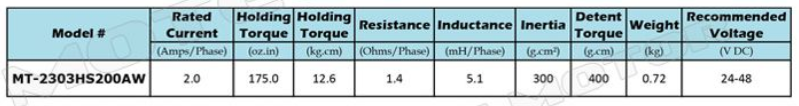 Model # Rated Current Holding Torque Holding Torque Resistance Inductance Inertia Detent Torque Weight Recommended Voltage
(Amps/Phase) (oz.in) (kg.cm) (Ohms/Phase) (mH/Phase) (g.cm²) (g.cm) (kg) (V DC)
MT-2303HS200AW 2.0 175.0 12.6 1.4 5.1 300 400 0.72 24-48